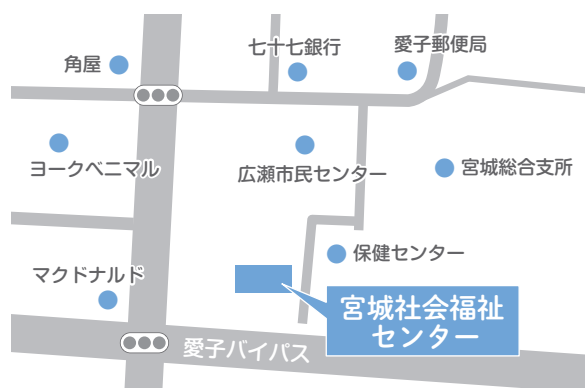 七十七銀行
愛子郵便局
角屋
ヨークベニマル
広瀬市民センター
宮城総合支所
保健センター
マクドナルド
宮城社会福祉
センター
愛子バイパス